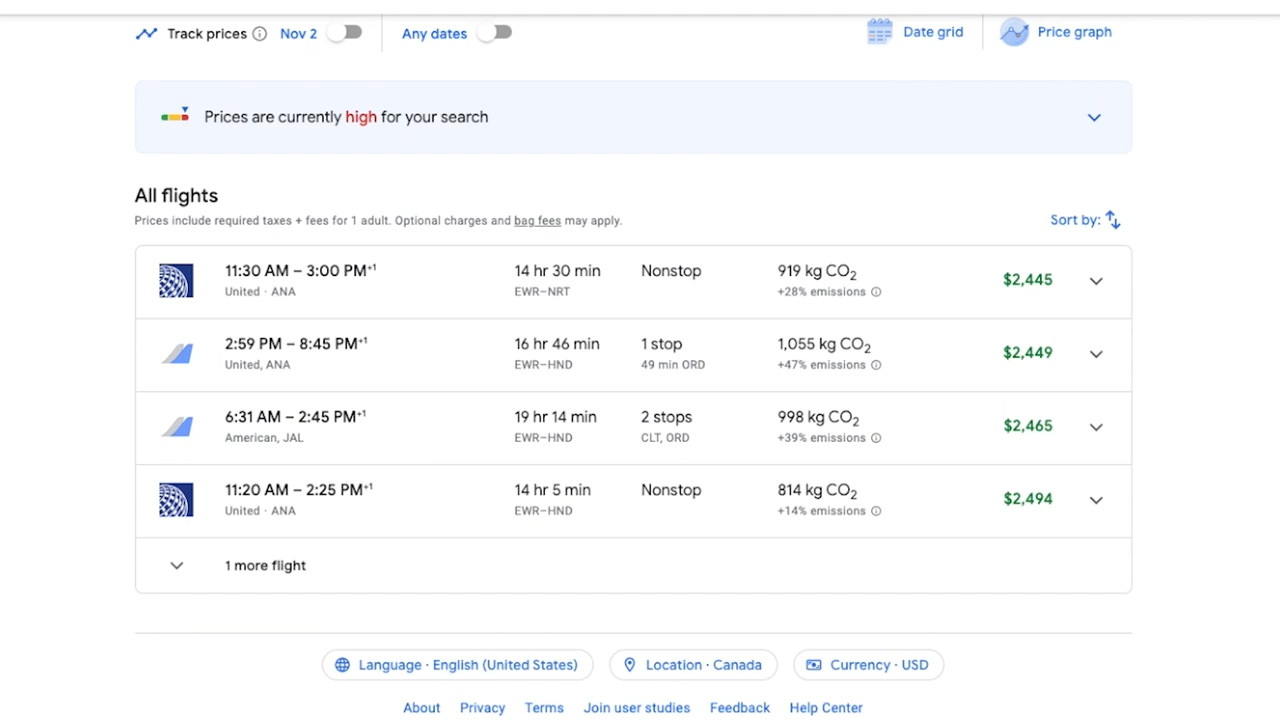 Track prices Nov 2 Any dates Date grid Price graph
Prices are currently high for your search
All flights
Prices include required taxes + fees for 1 adult. Optional charges and bag fees may apply.
Sort by:
11:30 AM – 3:00 PM+1 14 hr 30 min Nonstop 919 kg CO2 $2,445
United · ANA EWR–NRT +28% emissions
2:59 PM – 8:45 PM+1 16 hr 46 min 1 stop 1,055 kg CO2 $2,449
United, ANA EWR–HND 49 min ORD +47% emissions
6:31 AM – 2:45 PM+1 19 hr 14 min 2 stops 998 kg CO2 $2,465
American, JAL EWR–HND CLT, ORD +39% emissions
11:20 AM – 2:25 PM+1 14 hr 5 min Nonstop 814 kg CO2 $2,494
United · ANA EWR–HND +14% emissions
1 more flight
Language · English (United States) Location · Canada Currency · USD
About Privacy Terms Join user studies Feedback Help Center